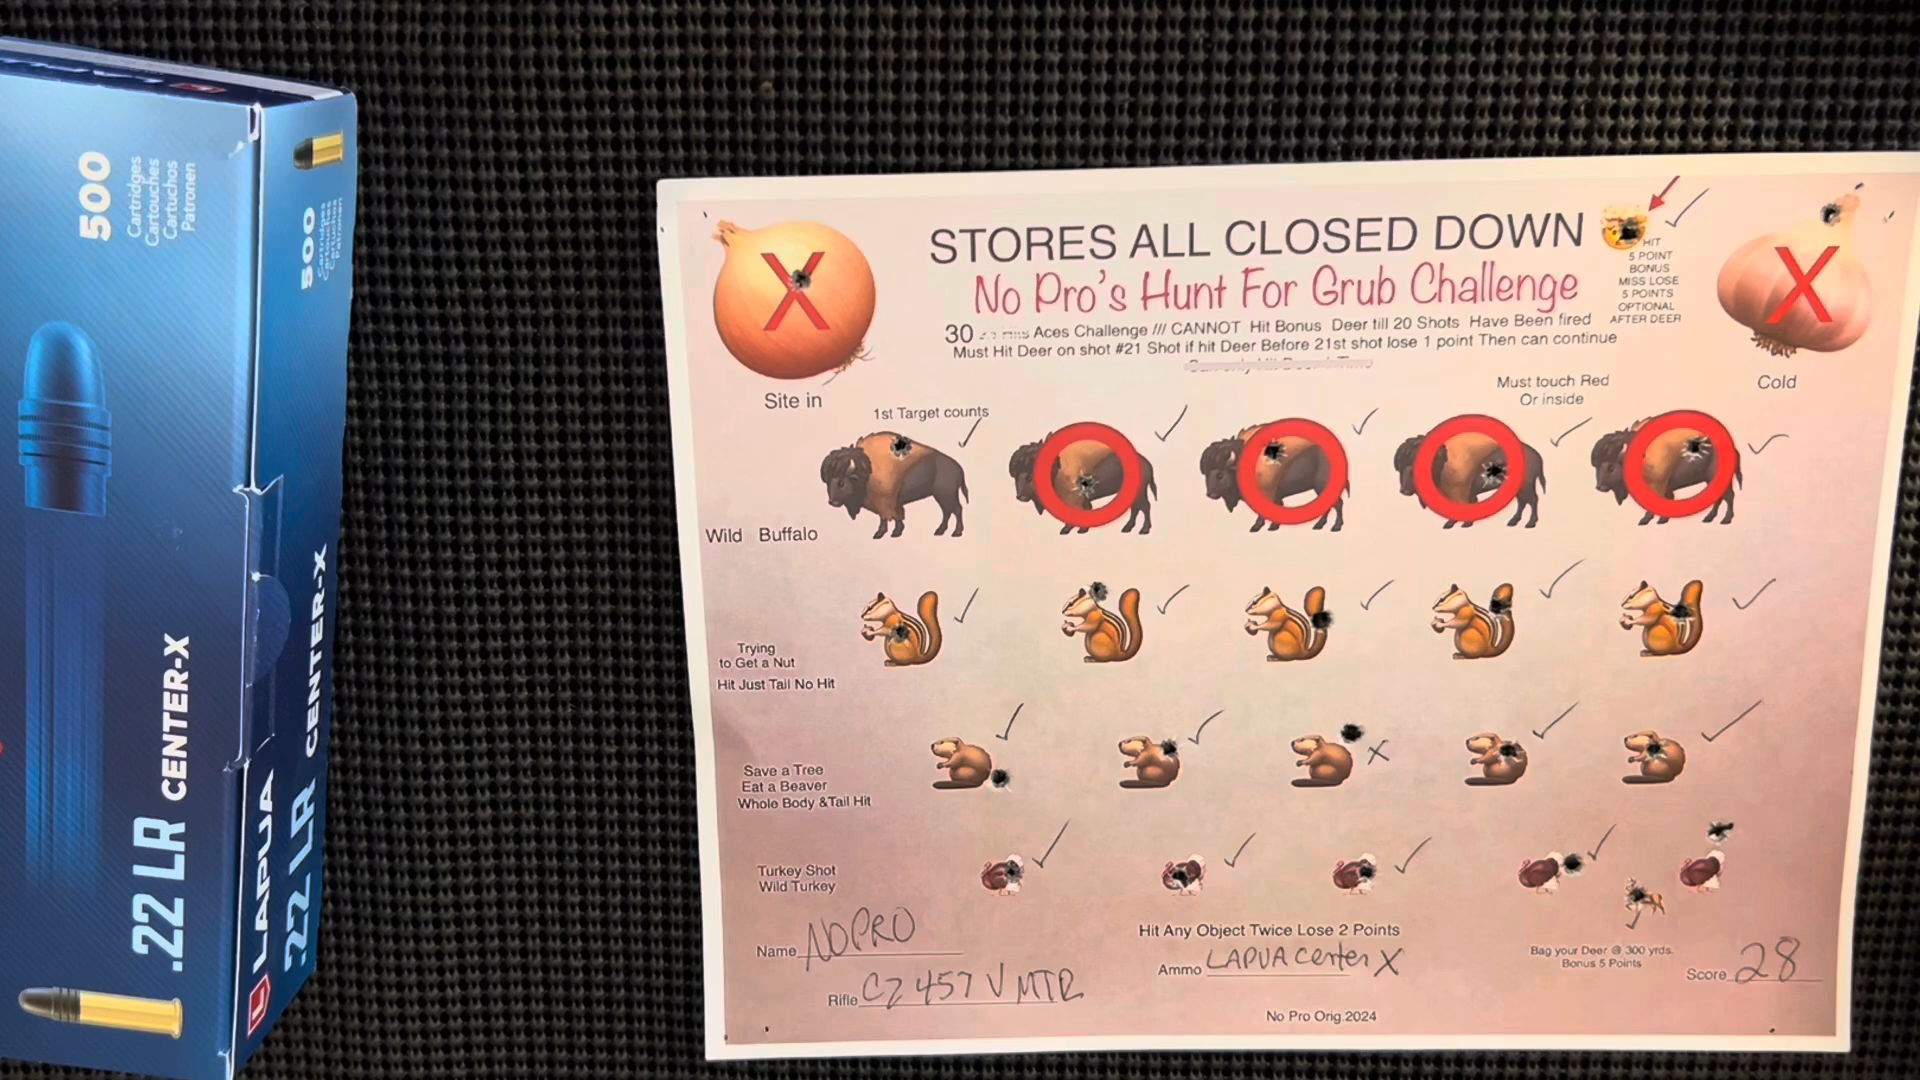 500
Cartridges
Cartouches
Cartuchos
Patronen
.22 LR CENTER-X
500
Cartridges
Cartouches
Cartuchos
Patronen
LAPUA
.22 LR CENTER-X
STORES ALL CLOSED DOWN
No Pro's Hunt For Grub Challenge
30 Aces Challenge /// CANNOT Hit Bonus Deer till 20 Shots Have Been fired
Must Hit Deer on shot #21 Shot if hit Deer Before 21st shot lose 1 point Then can continue
HIT
5 POINT
BONUS
MISS LOSE
5 POINTS
OPTIONAL
AFTER DEER
X
X
Site in
Cold
1st Target counts
Must touch Red
Or inside
Wild Buffalo
Trying
to Get a Nut
Hit Just Tail No Hit
Save a Tree
Eat a Beaver
Whole Body &Tail Hit
X
Turkey Shot
Wild Turkey
Hit Any Object Twice Lose 2 Points
Name NO PRO
Ammo LAPUA Center X
Bag your Deer @ 300 yrds.
Bonus 5 Points
Score 28
Rifle CZ 457 V MTR
No Pro Orig.2024